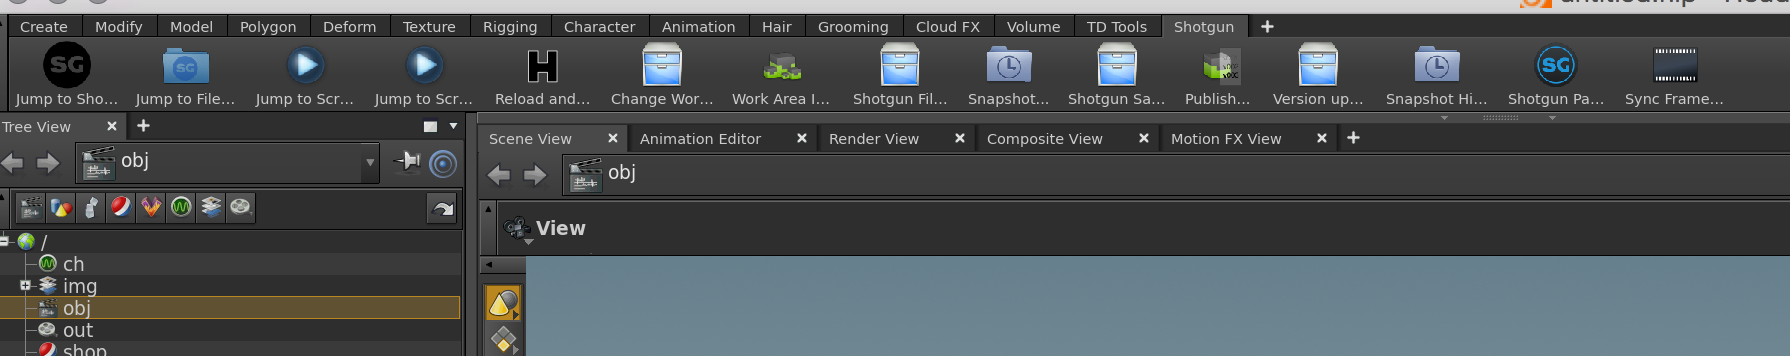 Create Modify Model Polygon Deform Texture Rigging Character Animation Hair Grooming Cloud FX Volume TD Tools Shotgun +
SG SG H SG
Jump to Sho... Jump to File... Jump to Scr... Jump to Scr... Reload and... Change Wor... Work Area I... Shotgun Fil... Snapshot... Shotgun Sa... Publish... Version up... Snapshot Hi... Shotgun Pa... Sync Frame...
Tree View
Scene View Animation Editor Render View Composite View Motion FX View
obj
obj
View
/
ch
img
obj
out
shop